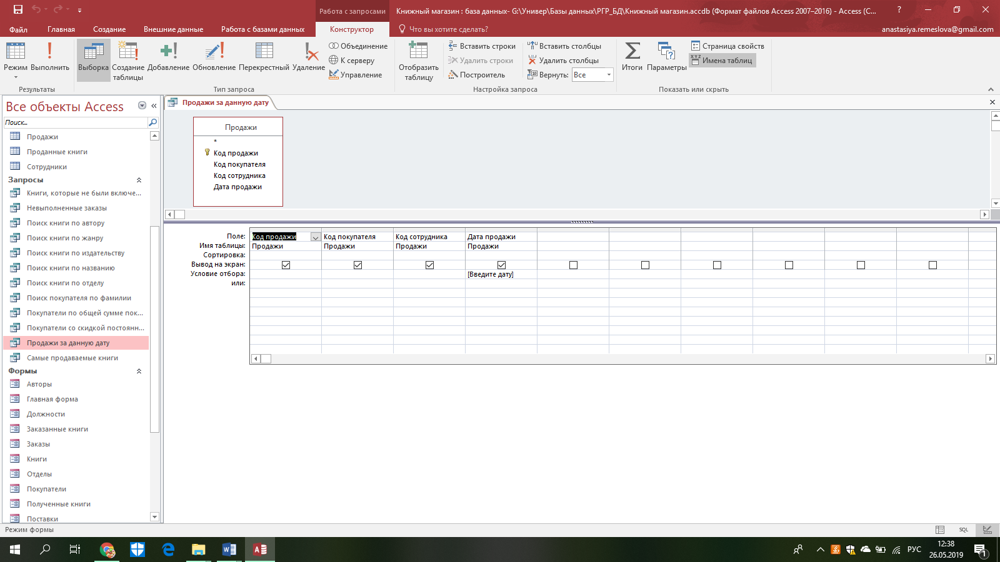 Работа с запросами
Книжный магазин : база данных- G:\Универ\Базы данных\РГР_БД\Книжный магазин.accdb (Формат файлов Access 2007–2016) - Access (С...
?
Файл
Главная
Создание
Внешние данные
Работа с базами данных
Конструктор
Что вы хотите сделать?
anastasiya.remeslova@gmail.com
Режим
Выполнить
Выборка
Создание таблицы
Добавление
Обновление
Перекрестный
Удаление
Объединение
К серверу
Управление
Отобразить таблицу
Вставить строки
Удалить строки
Построитель
Вставить столбцы
Удалить столбцы
Вернуть: Все
Итоги
Параметры
Страница свойств
Имена таблиц
Результаты
Тип запроса
Настройка запроса
Показать или скрыть
Все объекты Access
Поиск...
Продажи
Проданные книги
Сотрудники
Запросы
Книги, которые не были включе...
Невыполненные заказы
Поиск книги по автору
Поиск книги по жанру
Поиск книги по издательству
Поиск книги по названию
Поиск книги по отделу
Поиск покупателя по фамилии
Покупатели по общей сумме пок...
Покупатели со скидкой постоянн...
Продажи за данную дату
Самые продаваемые книги
Формы
Авторы
Главная форма
Должности
Заказанные книги
Заказы
Книги
Отделы
Покупатели
Полученные книги
Поставки
Продажи за данную дату
Продажи
*
Код продажи
Код покупателя
Код сотрудника
Дата продажи
Поле: Код продажи Код покупателя Код сотрудника Дата продажи
Имя таблицы: Продажи Продажи Продажи Продажи
Сортировка:
Вывод на экран:
Условие отбора: [Введите дату]
или:
Режим формы
SQL
РУС
12:38
26.05.2019
1